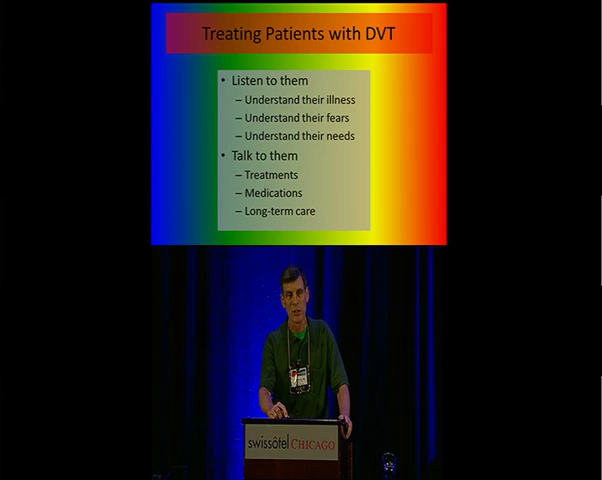 Treating Patients with DVT
• Listen to them
– Understand their illness
– Understand their fears
– Understand their needs
• Talk to them
– Treatments
– Medications
– Long-term care
swissôtel CHICAGO